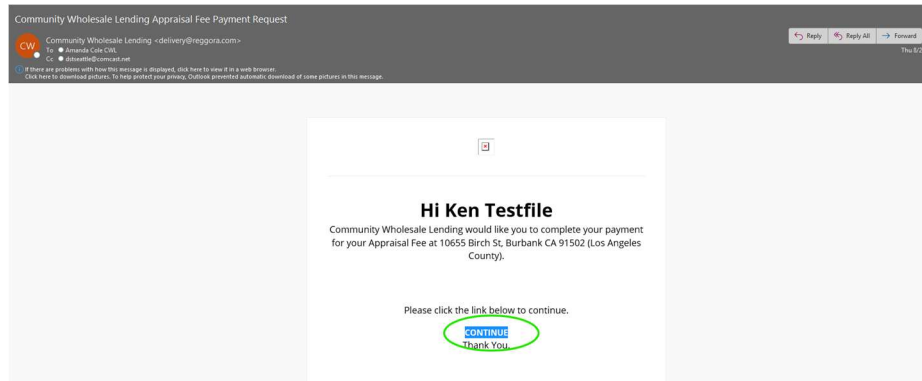 Community Wholesale Lending Appraisal Fee Payment Request
CW
Community Wholesale Lending <delivery@reggora.com>
To Amanda Cole CWL
Cc dstseattle@comcast.net
If there are problems with how this message is displayed, click here to view it in a web browser.
Click here to download pictures. To help protect your privacy, Outlook prevented automatic download of some pictures in this message.
Reply
Reply All
Forward
Thu 8/2
Hi Ken Testfile
Community Wholesale Lending would like you to complete your payment
for your Appraisal Fee at 10655 Birch St, Burbank CA 91502 (Los Angeles
County).
Please click the link below to continue.
CONTINUE
Thank You.